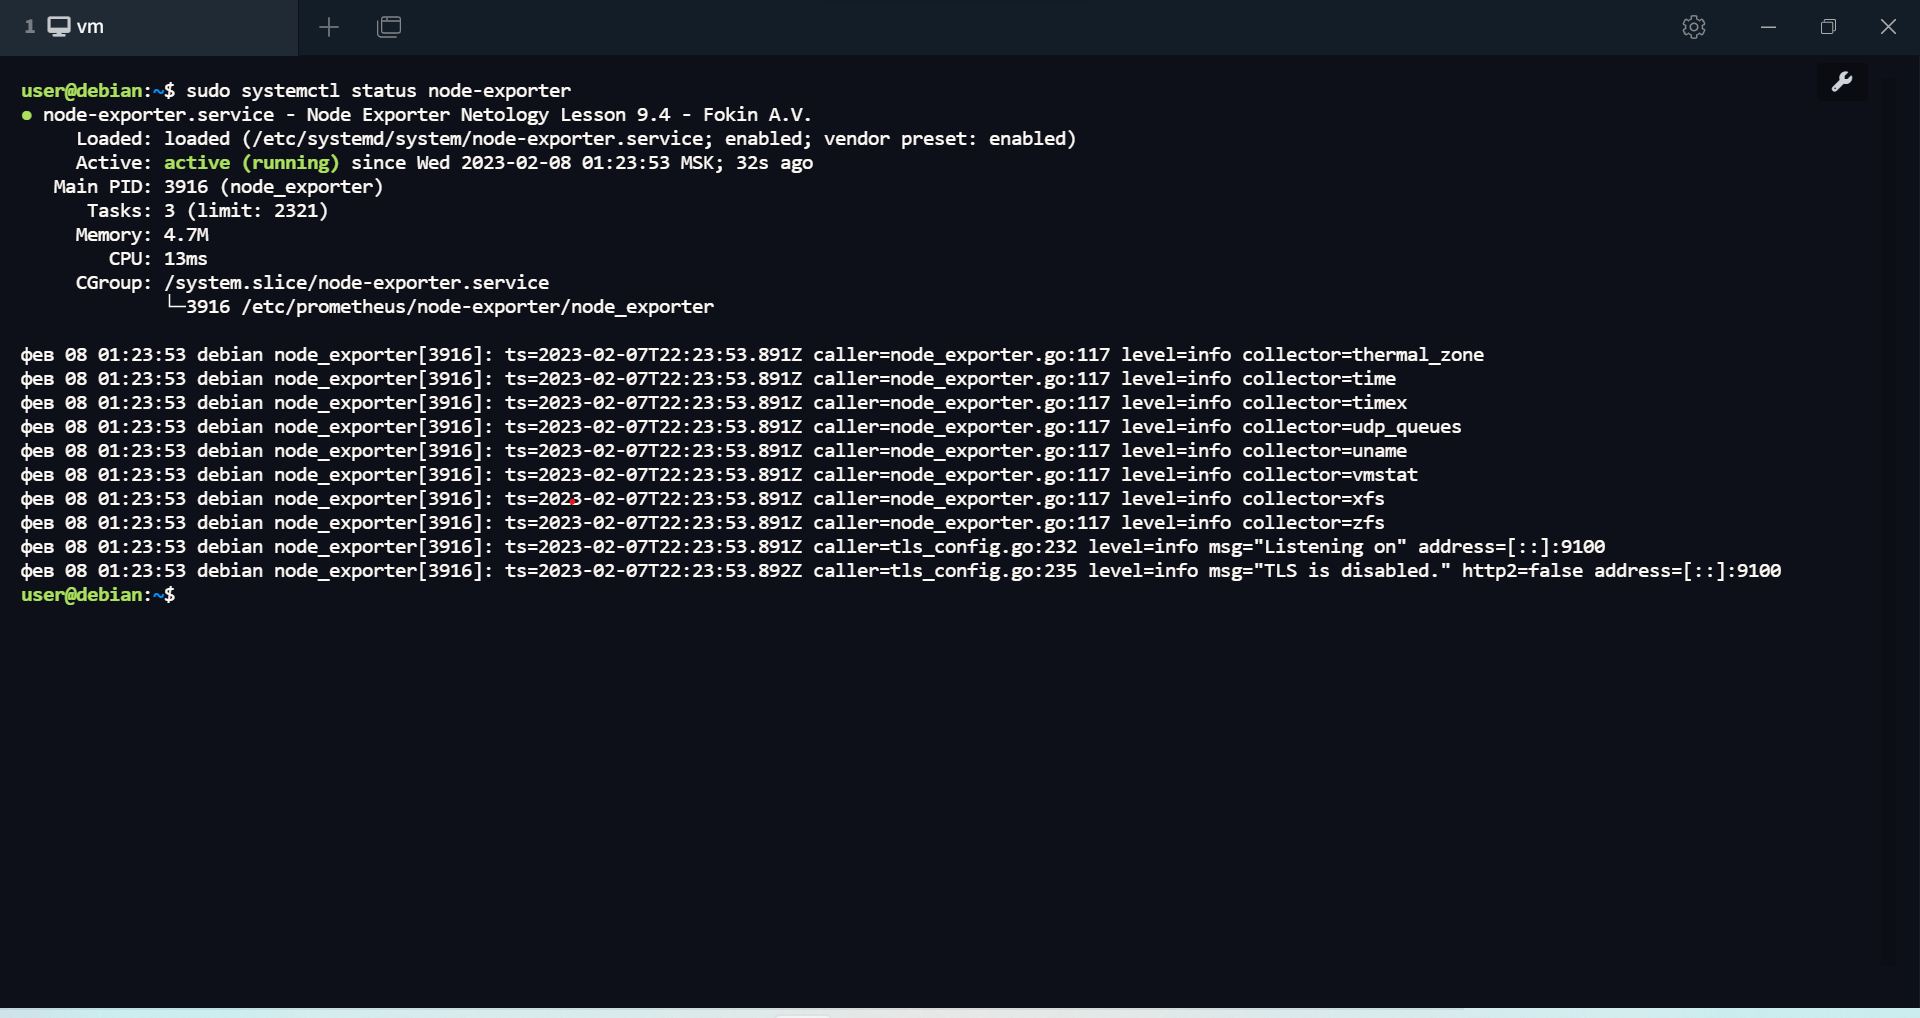 1 vm
user@debian:~$ sudo systemctl status node-exporter
● node-exporter.service - Node Exporter Netology Lesson 9.4 - Fokin A.V.
Loaded: loaded (/etc/systemd/system/node-exporter.service; enabled; vendor preset: enabled)
Active: active (running) since Wed 2023-02-08 01:23:53 MSK; 32s ago
Main PID: 3916 (node_exporter)
Tasks: 3 (limit: 2321)
Memory: 4.7M
CPU: 13ms
CGroup: /system.slice/node-exporter.service
└─3916 /etc/prometheus/node-exporter/node_exporter
фев 08 01:23:53 debian node_exporter[3916]: ts=2023-02-07T22:23:53.891Z caller=node_exporter.go:117 level=info collector=thermal_zone
фев 08 01:23:53 debian node_exporter[3916]: ts=2023-02-07T22:23:53.891Z caller=node_exporter.go:117 level=info collector=time
фев 08 01:23:53 debian node_exporter[3916]: ts=2023-02-07T22:23:53.891Z caller=node_exporter.go:117 level=info collector=timex
фев 08 01:23:53 debian node_exporter[3916]: ts=2023-02-07T22:23:53.891Z caller=node_exporter.go:117 level=info collector=udp_queues
фев 08 01:23:53 debian node_exporter[3916]: ts=2023-02-07T22:23:53.891Z caller=node_exporter.go:117 level=info collector=uname
фев 08 01:23:53 debian node_exporter[3916]: ts=2023-02-07T22:23:53.891Z caller=node_exporter.go:117 level=info collector=vmstat
фев 08 01:23:53 debian node_exporter[3916]: ts=2023-02-07T22:23:53.891Z caller=node_exporter.go:117 level=info collector=xfs
фев 08 01:23:53 debian node_exporter[3916]: ts=2023-02-07T22:23:53.891Z caller=node_exporter.go:117 level=info collector=zfs
фев 08 01:23:53 debian node_exporter[3916]: ts=2023-02-07T22:23:53.891Z caller=tls_config.go:232 level=info msg="Listening on" address=[::]:9100
фев 08 01:23:53 debian node_exporter[3916]: ts=2023-02-07T22:23:53.892Z caller=tls_config.go:235 level=info msg="TLS is disabled." http2=false address=[::]:9100
user@debian:~$